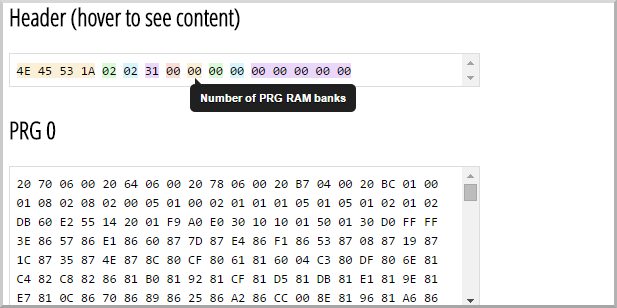 Header (hover to see content)
4E 45 53 1A 02 02 31 00 00 00 00 00 00 00 00 00
Number of PRG RAM banks
PRG 0
20 70 06 00 20 64 06 00 20 78 06 00 20 B7 04 00 20 BC 01 00
01 08 02 08 02 00 05 01 00 02 01 01 01 05 01 05 01 02 01 02
DB 60 E2 55 14 20 01 F9 A0 E0 30 10 10 01 50 01 30 D0 FF FF
3E 86 57 86 E1 86 60 87 7D 87 E4 86 F1 86 53 87 08 87 19 87
1C 87 35 87 4E 87 8C 80 CF 80 61 81 60 04 C3 80 DF 80 6E 81
C4 82 C8 82 86 81 B0 81 92 81 CF 81 D5 81 DB 81 E1 81 9E 81
E7 81 0C 86 70 86 89 86 25 86 A2 86 CC 00 8E 81 96 81 A6 86